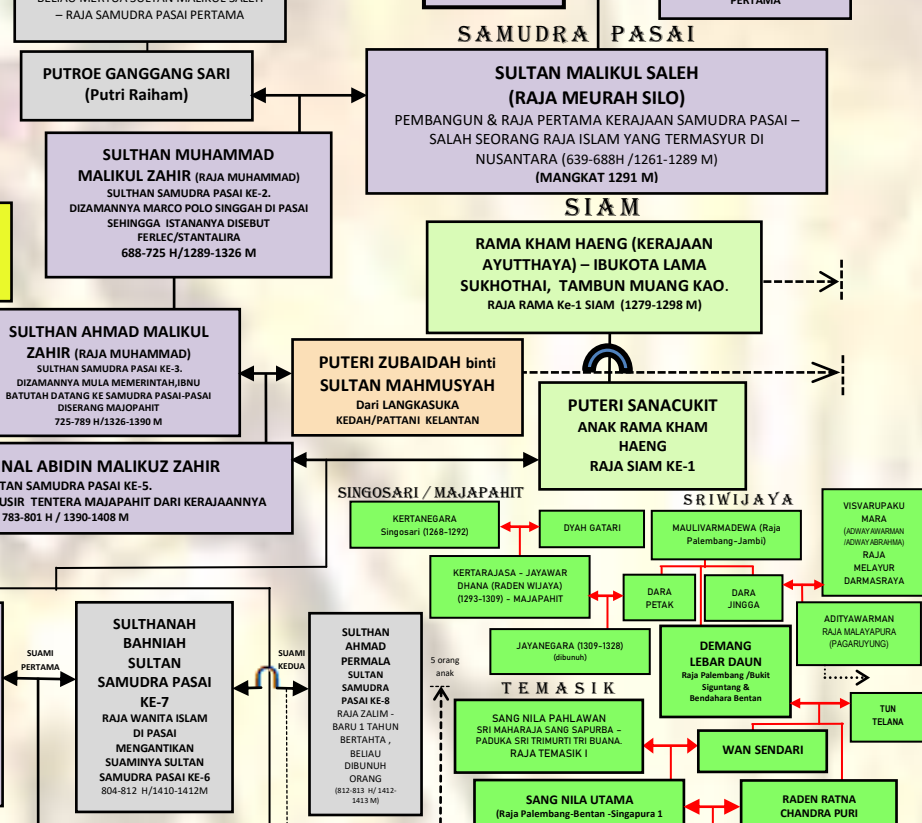 BELIAU MERTUA SULTAN MALIKUL SALEH
– RAJA SAMUDRA PASAI PERTAMA
PERTAMA
SAMUDRA PASAI
PUTROE GANGGANG SARI
(Putri Raiham)
SULTAN MALIKUL SALEH
(RAJA MEURAH SILO)
PEMBANGUN & RAJA PERTAMA KERAJAAN SAMUDRA PASAI –
SALAH SEORANG RAJA ISLAM YANG TERMASYUR DI
NUSANTARA (639-688H /1261-1289 M)
(MANGKAT 1291 M)
SULTHAN MUHAMMAD
MALIKUL ZAHIR (RAJA MUHAMMAD)
SULTHAN SAMUDRA PASAI KE-2.
DIZAMANNYA MARCO POLO SINGGAH DI PASAI
SEHINGGA ISTANANYA DISEBUT
FERLEC/STANTALIRA
688-725 H/1289-1326 M
SIAM
RAMA KHAM HAENG (KERAJAAN
AYUTTHAYA) – IBUKOTA LAMA
SUKHOTHAI, TAMBUN MUANG KAO.
RAJA RAMA Ke-1 SIAM (1279-1298 M)
SULTHAN AHMAD MALIKUL
ZAHIR (RAJA MUHAMMAD)
SULTHAN SAMUDRA PASAI KE-3.
DIZAMANNYA MULA MEMERINTAH,IBNU
BATUTAH DATANG KE SAMUDRA PASAI-PASAI
DISERANG MAJOPAHIT
725-789 H/1326-1390 M
PUTERI ZUBAIDAH binti
SULTAN MAHMUSYAH
Dari LANGKASUKA
KEDAH/PATTANI KELANTAN
PUTERI SANACUKIT
ANAK RAMA KHAM
HAENG
RAJA SIAM KE-1
NAL ABIDIN MALIKUZ ZAHIR
TAN SAMUDRA PASAI KE-5.
USIR TENTERA MAJAPAHIT DARI KERAJAANNYA
783-801 H / 1390-1408 M
SINGOSARI / MAJAPAHIT
KERTANEGARA
Singosari (1268-1292)
DYAH GATARI
KERTARAJASA - JAYAWAR
DHANA (RADEN WIJAYA)
(1293-1309) - MAJAPAHIT
JAYANEGARA (1309-1328)
(dibunuh)
SRIWIJAYA
MAULIVARMADEWA (Raja
Palembang-Jambi)
DARA
PETAK
DARA
JINGGA
VISVARUPAKU
MARA
(ADWAYAWARMAN
/ADWAYABRAHMA)
RAJA
MELAYUR
DARMASRAYA
ADITYAWARMAN
RAJA MALAYAPURA
(PAGARUYUNG)
DEMANG
LEBAR DAUN
Raja Palembang /Bukit
Siguntang &
Bendahara Bentan
TUN
TELANA
SUAMI
PERTAMA
SULTHANAH
BAHNIAH
SULTAN
SAMUDRA PASAI
KE-7
RAJA WANITA ISLAM
DI PASAI
MENGANTIKAN
SUAMINYA SULTAN
SAMUDRA PASAI KE-6
804-812 H/1410-1412M
SUAMI
KEDUA
SULTHAN
AHMAD
PERMALA
SULTAN
SAMUDRA
PASAI KE-8
RAJA ZALIM -
BARU 1 TAHUN
BERTAHTA ,
BELIAU
DIBUNUH
ORANG
(812-813 H/ 1412-
1413 M)
5 orang
anak
TEMASIK
SANG NILA PAHLAWAN
SRI MAHARAJA SANG SAPURBA –
PADUKA SRI TRIMURTI TRI BUANA.
RAJA TEMASIK I
WAN SENDARI
SANG NILA UTAMA
(Raja Palembang-Bentan -Singapura 1
RADEN RATNA
CHANDRA PURI